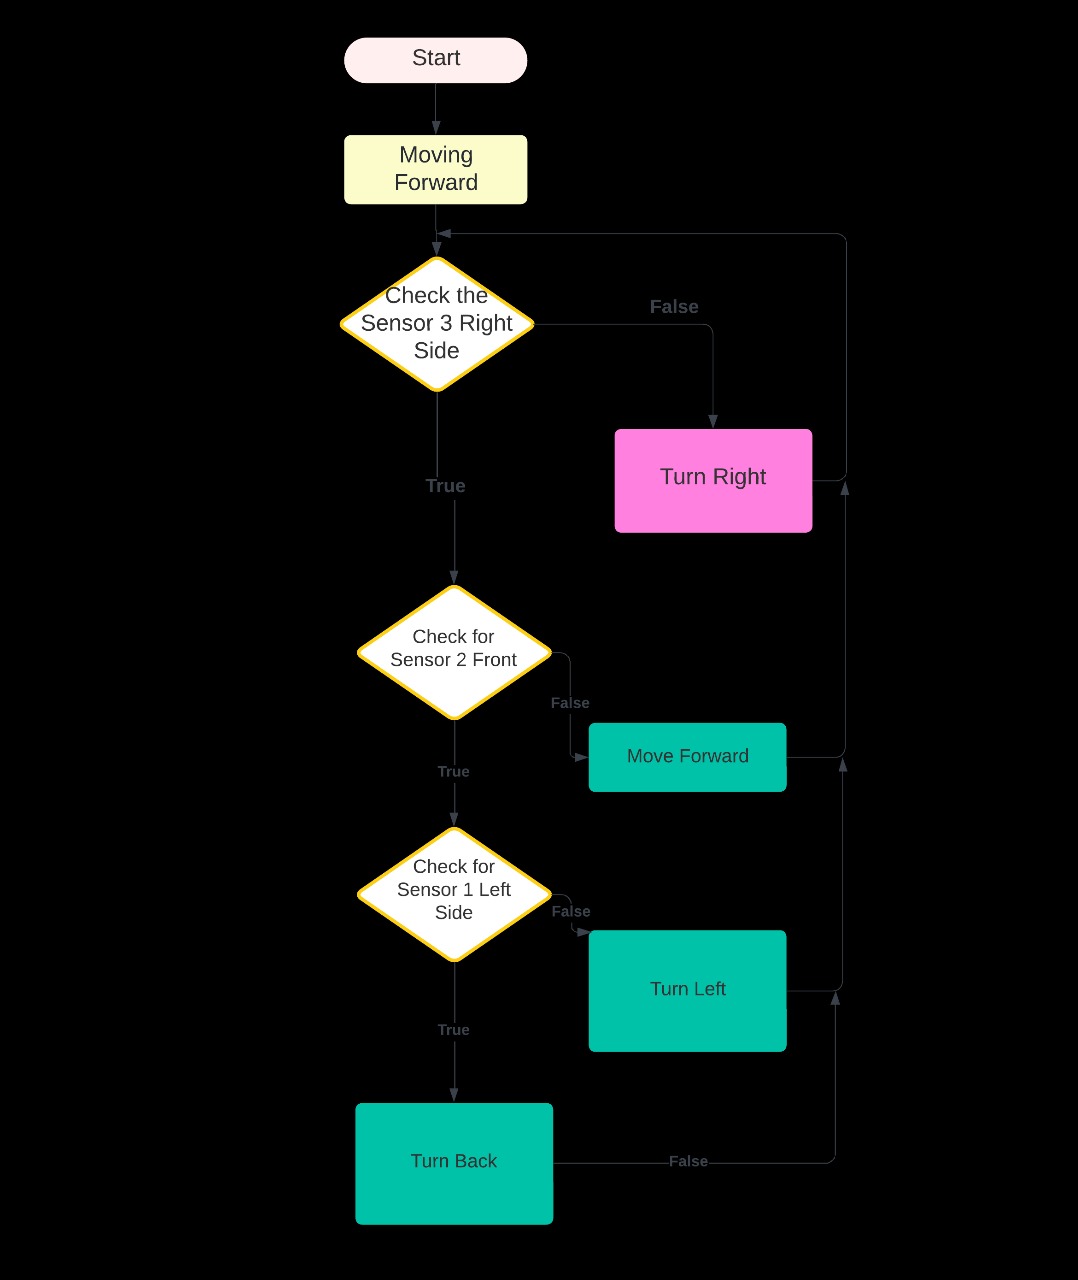 Start
Moving
Forward
Check the
Sensor 3 Right
Side
False
Turn Right
True
Check for
Sensor 2 Front
False
Move Forward
True
Check for
Sensor 1 Left
Side
False
Turn Left
True
Turn Back
False